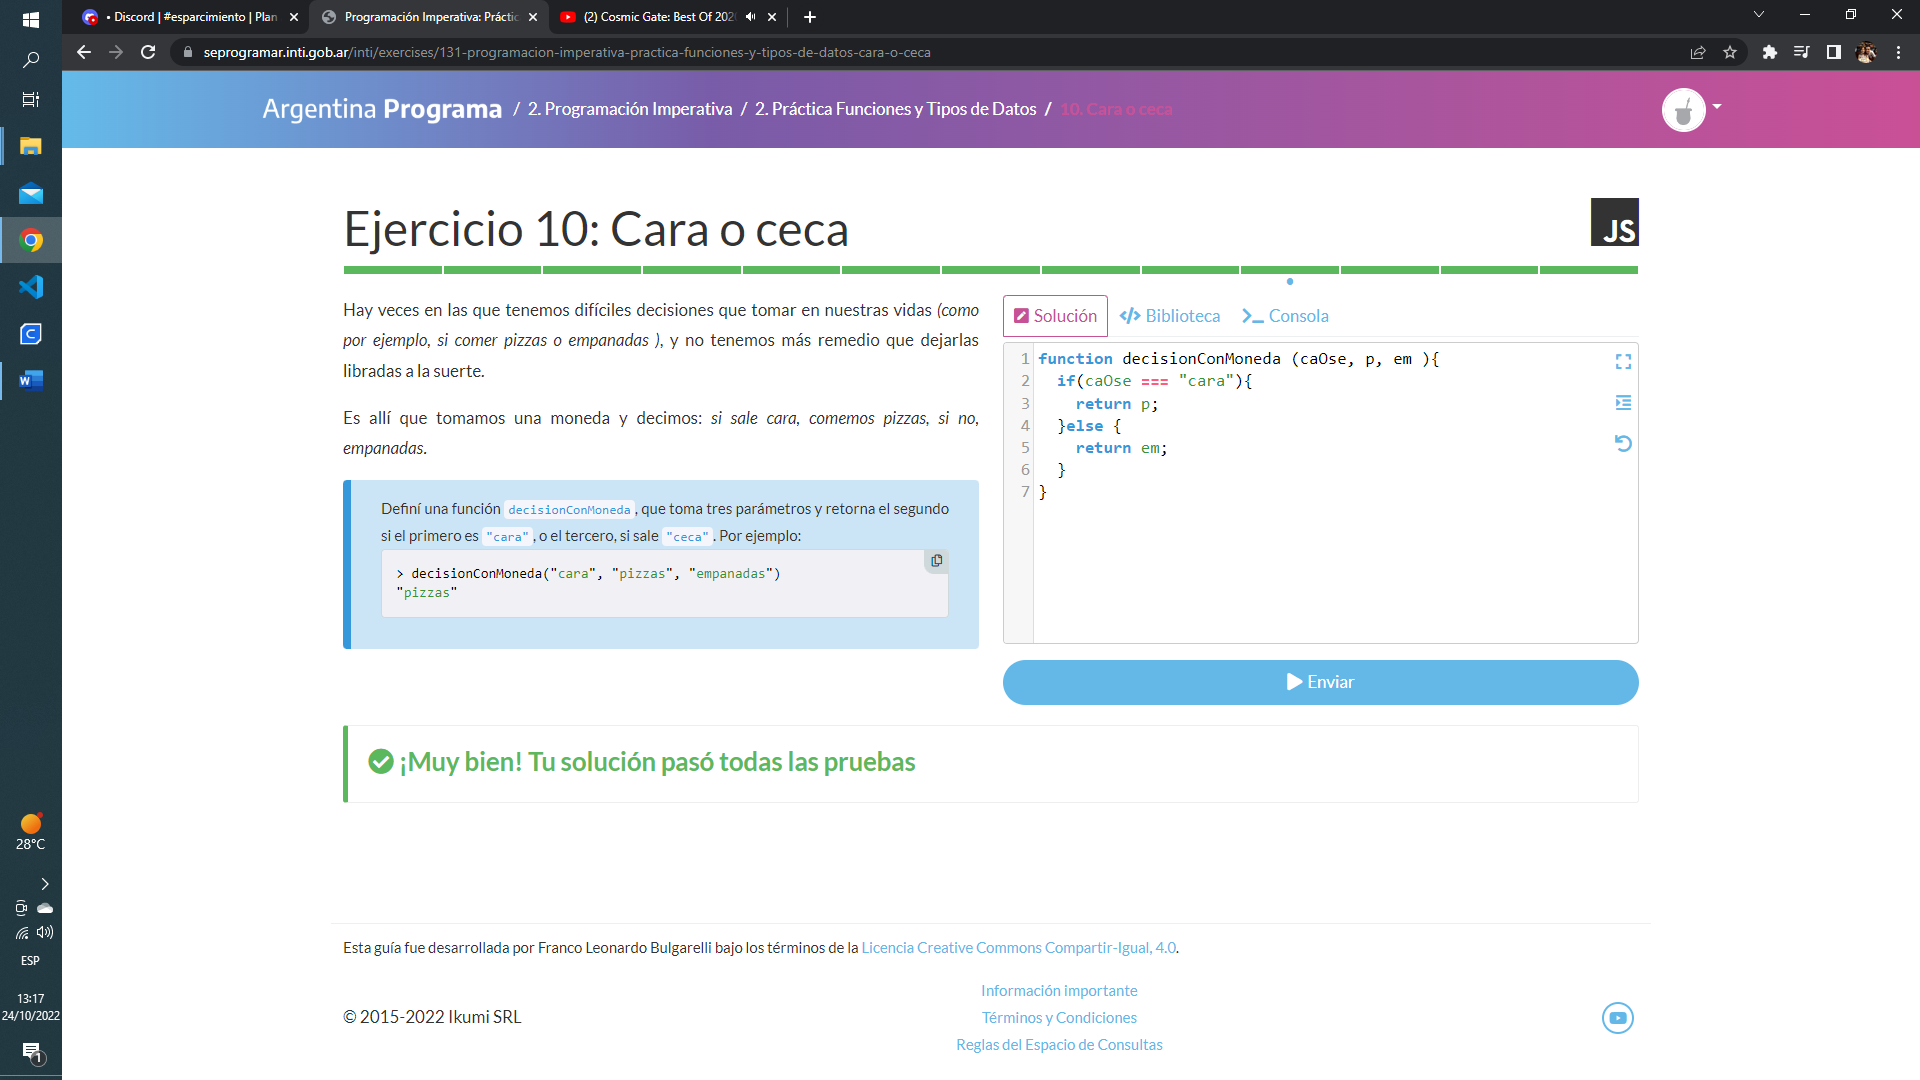 • Discord | #esparcimiento | Plan
Programación Imperativa: Práctic
(2) Cosmic Gate: Best Of 202
seprogramar.inti.gob.ar/inti/exercises/131-programacion-imperativa-practica-funciones-y-tipos-de-datos-cara-o-ceca
Argentina Programa / 2. Programación Imperativa / 2. Práctica Funciones y Tipos de Datos / 10. Cara o ceca
Ejercicio 10: Cara o ceca
JS
Hay veces en las que tenemos difíciles decisiones que tomar en nuestras vidas (como
por ejemplo, si comer pizzas o empanadas ), y no tenemos más remedio que dejarlas
libradas a la suerte.
Es allí que tomamos una moneda y decimos: si sale cara, comemos pizzas, si no,
empanadas.
Definí una función decisionConMoneda, que toma tres parámetros y retorna el segundo
si el primero es "cara", o el tercero, si sale "ceca". Por ejemplo:
> decisionConMoneda("cara", "pizzas", "empanadas")
"pizzas"
Solución
Biblioteca
Consola
1 function decisionConMoneda (caOse, p, em ){
2 if(caOse === "cara"){
3 return p;
4 }else {
5 return em;
6 }
7 }
Enviar
¡Muy bien! Tu solución pasó todas las pruebas
Esta guía fue desarrollada por Franco Leonardo Bulgarelli bajo los términos de la Licencia Creative Commons Compartir-Igual, 4.0.
© 2015-2022 Ikumi SRL
Información importante
Términos y Condiciones
Reglas del Espacio de Consultas
28°C
ESP
13:17
24/10/2022
1